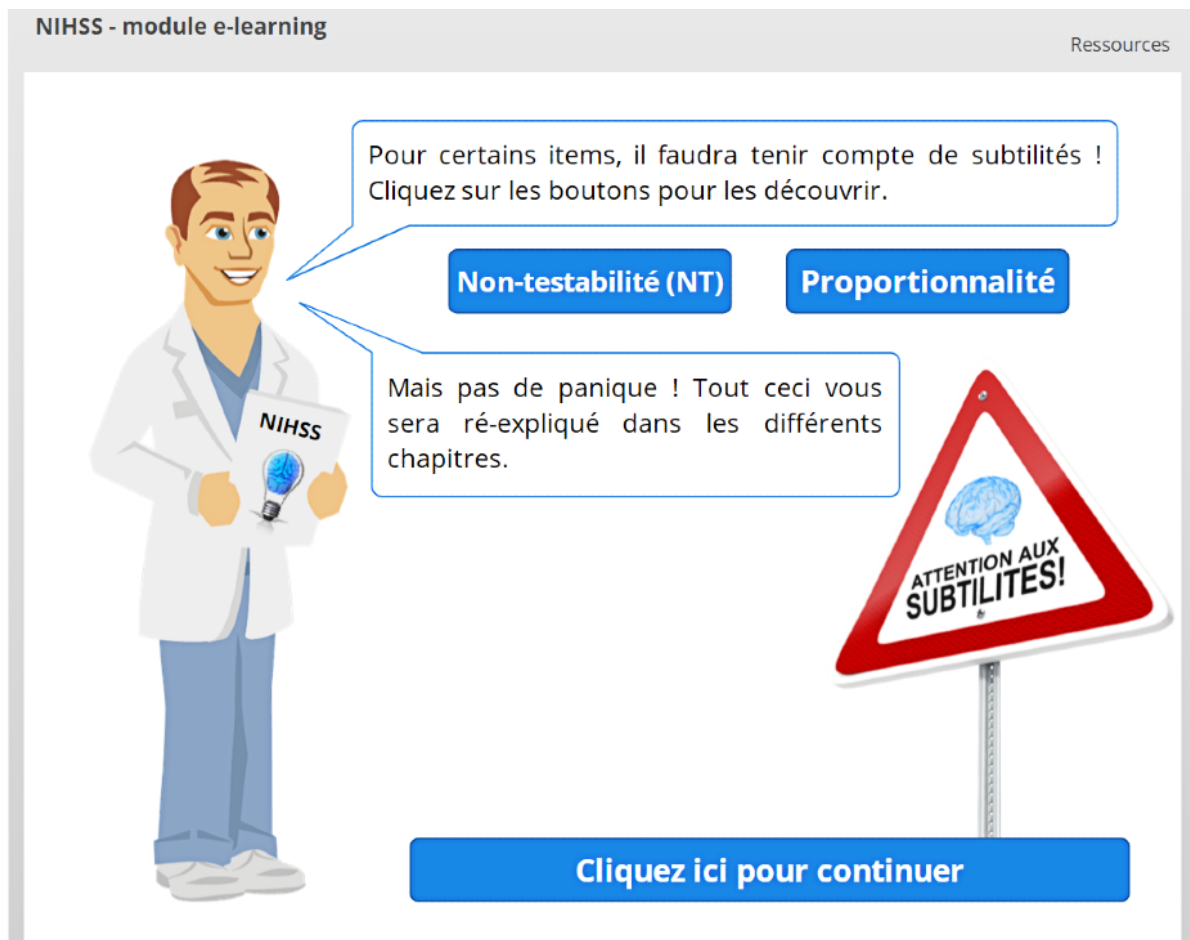 NIHSS - module e-learning
Ressources
Pour certains items, il faudra tenir compte de subtilités !
Cliquez sur les boutons pour les découvrir.
Non-testabilité (NT)
Proportionnalité
Mais pas de panique ! Tout ceci vous
sera ré-expliqué dans les différents
chapitres.
NIHSS
ATTENTION AUX
SUBTILITES!
Cliquez ici pour continuer